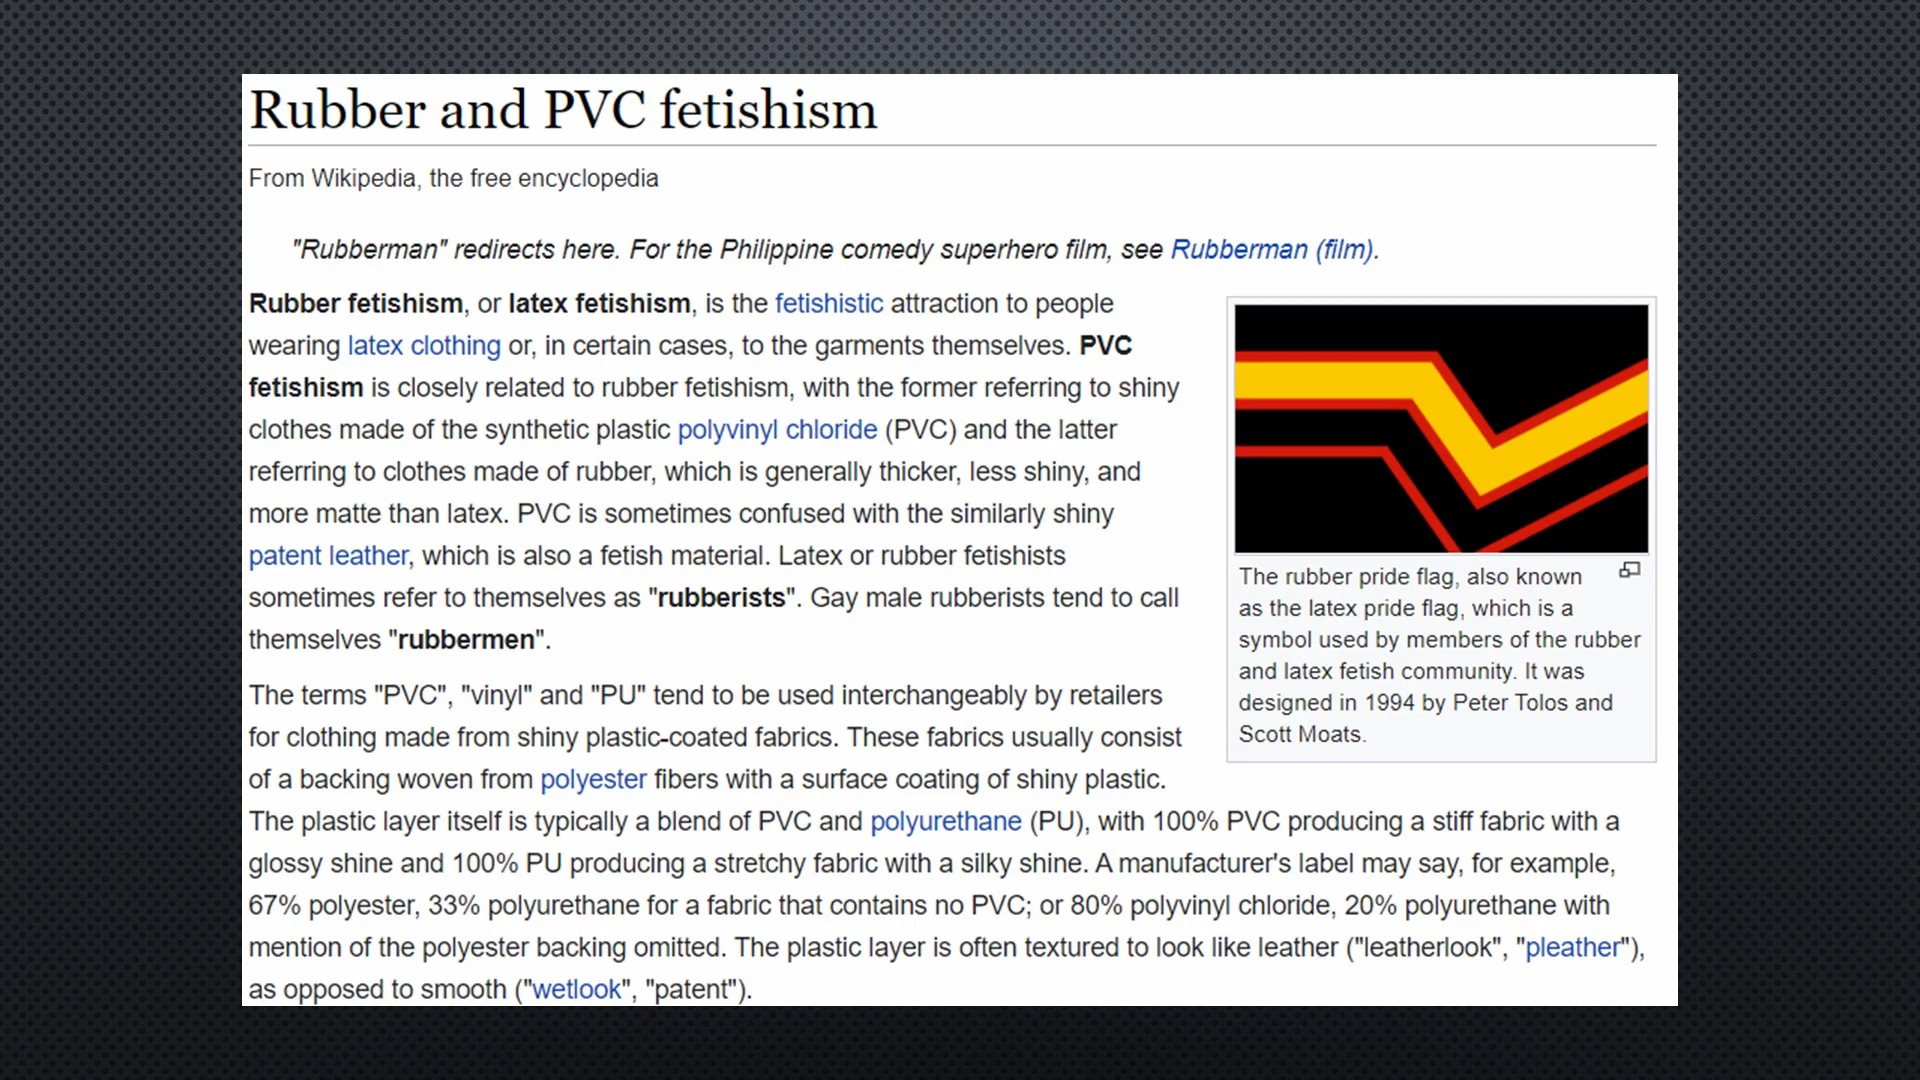 Rubber and PVC fetishism
From Wikipedia, the free encyclopedia
"Rubberman" redirects here. For the Philippine comedy superhero film, see Rubberman (film).
Rubber fetishism, or latex fetishism, is the fetishistic attraction to people
wearing latex clothing or, in certain cases, to the garments themselves. PVC
fetishism is closely related to rubber fetishism, with the former referring to shiny
clothes made of the synthetic plastic polyvinyl chloride (PVC) and the latter
referring to clothes made of rubber, which is generally thicker, less shiny, and
more matte than latex. PVC is sometimes confused with the similarly shiny
patent leather, which is also a fetish material. Latex or rubber fetishists
sometimes refer to themselves as "rubberists". Gay male rubberists tend to call
themselves "rubbermen".
The rubber pride flag, also known
as the latex pride flag, which is a
symbol used by members of the rubber
and latex fetish community. It was
designed in 1994 by Peter Tolos and
Scott Moats.
The terms "PVC", "vinyl" and "PU" tend to be used interchangeably by retailers
for clothing made from shiny plastic-coated fabrics. These fabrics usually consist
of a backing woven from polyester fibers with a surface coating of shiny plastic.
The plastic layer itself is typically a blend of PVC and polyurethane (PU), with 100% PVC producing a stiff fabric with a
glossy shine and 100% PU producing a stretchy fabric with a silky shine. A manufacturer's label may say, for example,
67% polyester, 33% polyurethane for a fabric that contains no PVC; or 80% polyvinyl chloride, 20% polyurethane with
mention of the polyester backing omitted. The plastic layer is often textured to look like leather ("leatherlook", "pleather"),
as opposed to smooth ("wetlook", "patent").